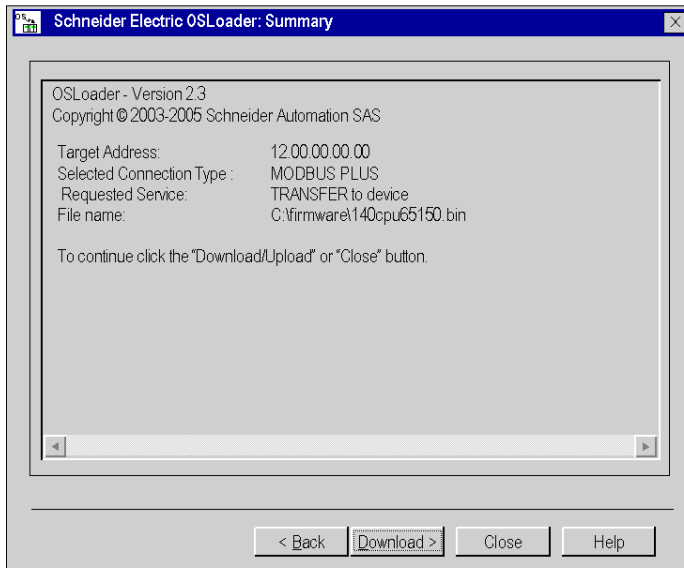 Schneider Electric OSLoader: Summary
OSLoader - Version 2.3
Copyright © 2003-2005 Schneider Automation SAS
Target Address: 12.00.00.00.00
Selected Connection Type : MODBUS PLUS
Requested Service: TRANSFER to device
File name: C:\firmware\140cpu65150.bin
To continue click the "Download/Upload" or "Close" button.
< Back Download > Close Help